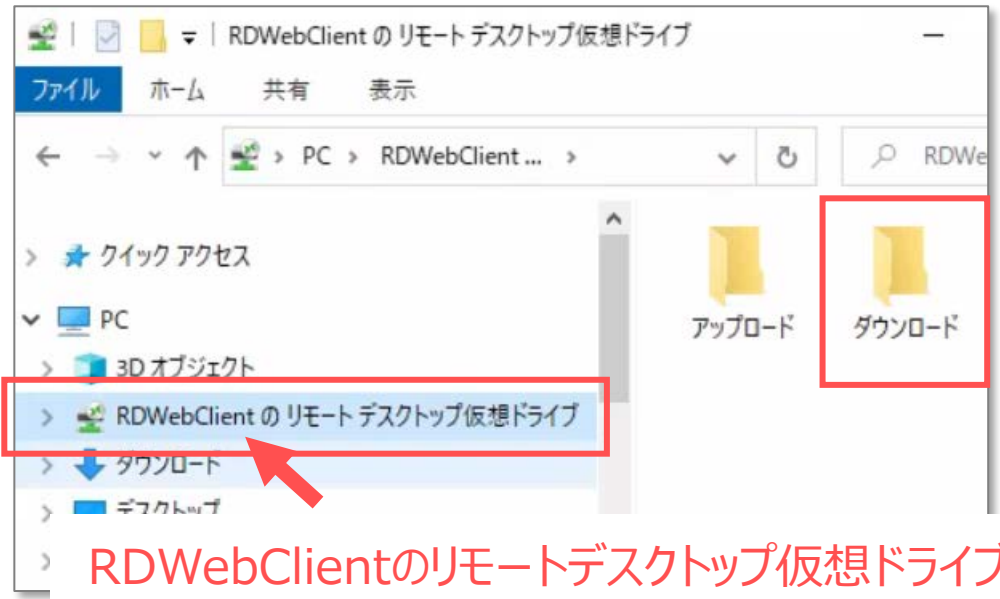 RDWebClient の リモート デスクトップ仮想ドライブ
ファイル ホーム 共有 表示
PC RDWebClient ...
RDWe
クイック アクセス
PC
3D オブジェクト
RDWebClient の リモート デスクトップ仮想ドライブ
ダウンロード
デスクトップ
アップロード
ダウンロード
RDWebClientのリモートデスクトップ仮想ドライブ